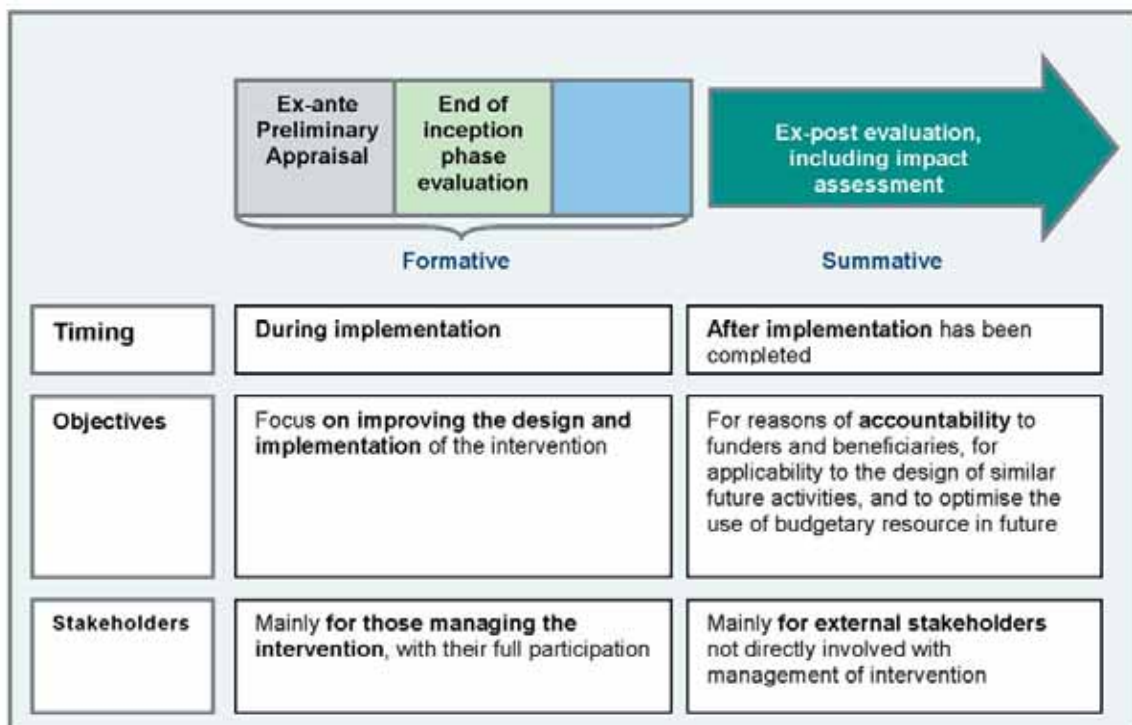 Ex-ante
Preliminary
Appraisal
End of
inception
phase
evaluation
Ex-post evaluation,
including impact
assessment
Formative
Summative
Timing
During implementation
After implementation has been
completed
Objectives
Focus on improving the design and
implementation of the intervention
For reasons of accountability to
funders and beneficiaries, for
applicability to the design of similar
future activities, and to optimise the
use of budgetary resource in future
Stakeholders
Mainly for those managing the
intervention, with their full participation
Mainly for external stakeholders
not directly involved with
management of intervention